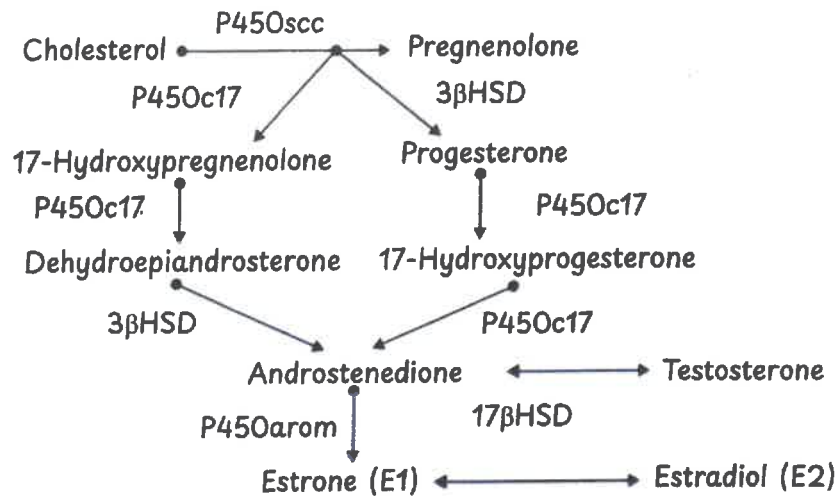 P450scc
Cholesterol
Pregnenolone
P450c17
3βHSD
17-Hydroxypregnenolone
Progesterone
P450c17
P450c17
Dehydroepiandrosterone
17-Hydroxyprogesterone
3βHSD
P450c17
Androstenedione
Testosterone
P450arom
17βHSD
Estrone (E1)
Estradiol (E2)